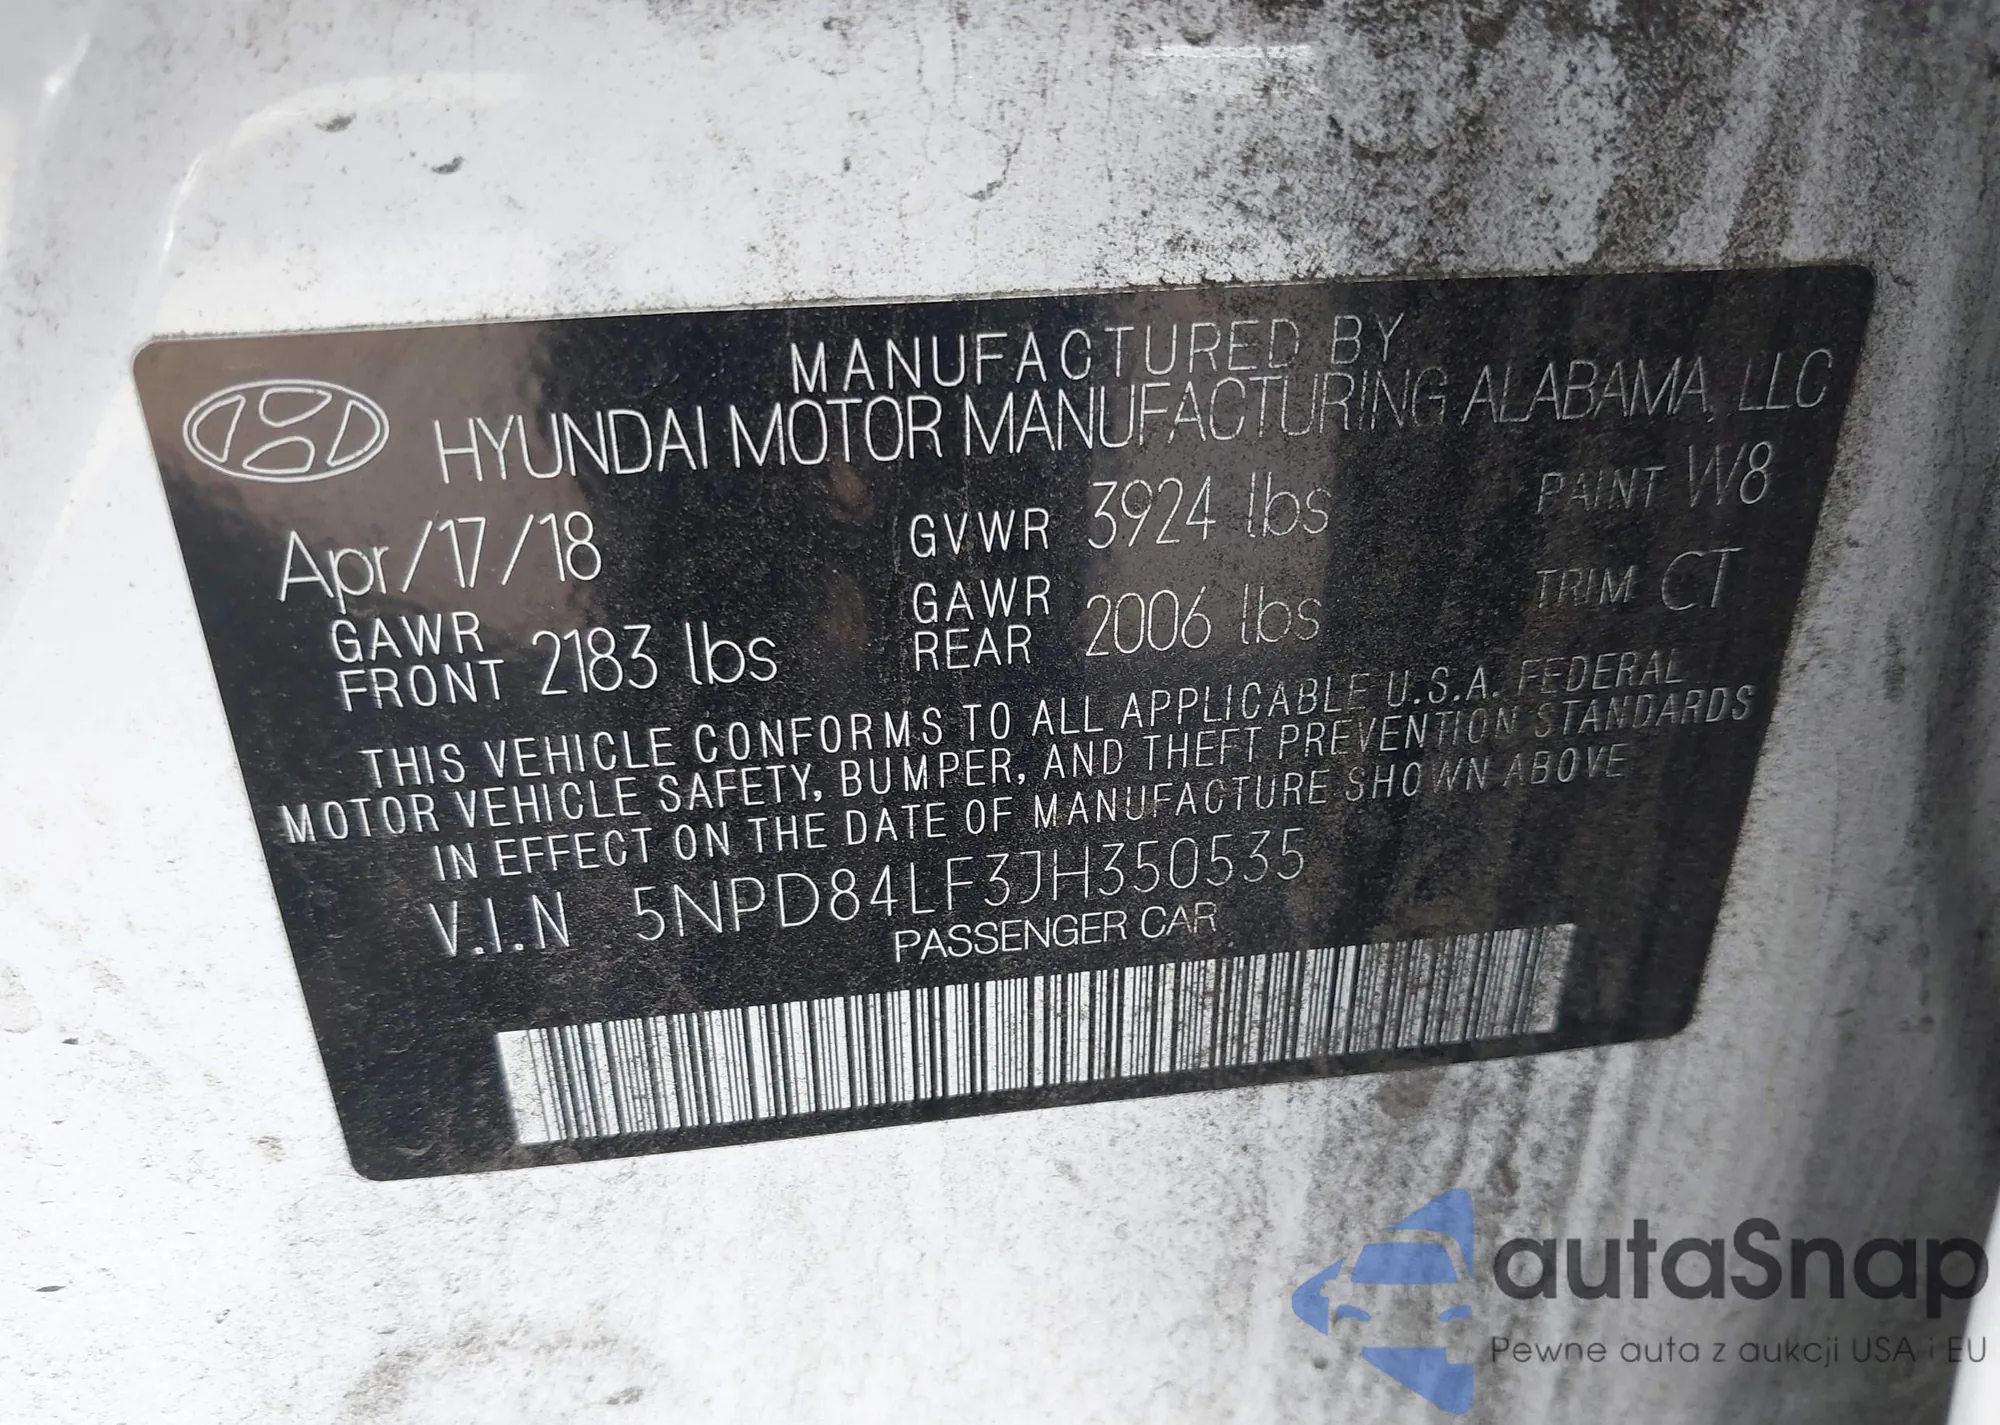 MANUFACTURED BY
HYUNDAI MOTOR MANUFACTURING ALABAMA, LLC
Apr/17/18 GVWR 3924 lbs PAINT W8
GAWR FRONT 2183 lbs GAWR REAR 2006 lbs TRIM CT
THIS VEHICLE CONFORMS TO ALL APPLICABLE U.S.A. FEDERAL
MOTOR VEHICLE SAFETY, BUMPER, AND THEFT PREVENTION STANDARDS
IN EFFECT ON THE DATE OF MANUFACTURE SHOWN ABOVE
V.I.N 5NPD84LF3JH350535
PASSENGER CAR
autaSnap
Pewne auta z aukcji USA i EU